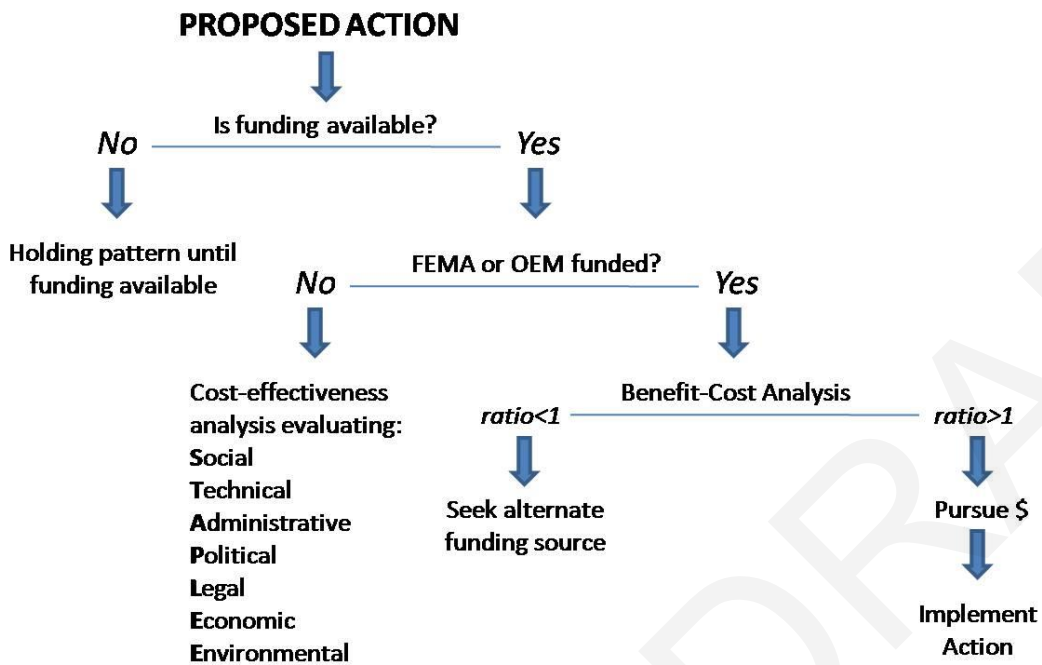 PROPOSED ACTION
Is funding available?
No
Yes
Holding pattern until
funding available
FEMA or OEM funded?
No
Yes
Cost-effectiveness
analysis evaluating:
Social
Technical
Administrative
Political
Legal
Economic
Environmental
Benefit-Cost Analysis
ratio<1
ratio>1
Seek alternate
funding source
Pursue $
Implement
Action
DRA